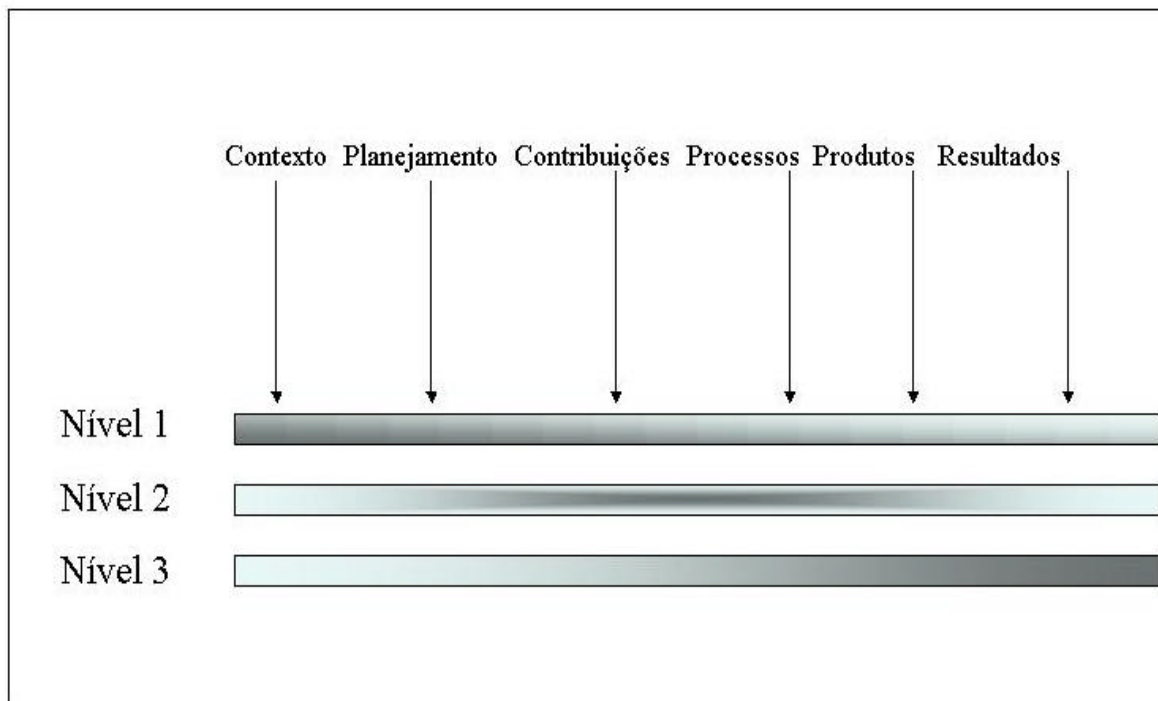 Contexto Planejamento Contribuições Processos Produtos Resultados
Nível 1
Nível 2
Nível 3